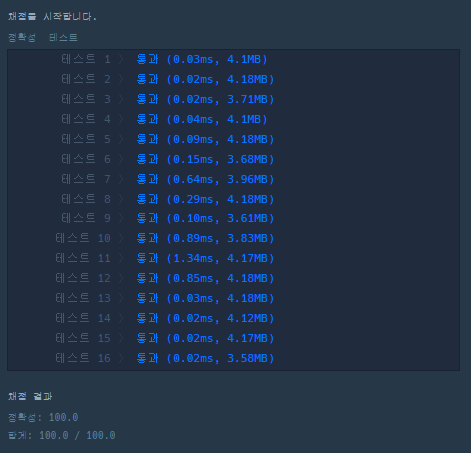 채점을 시작합니다.
정확성 테스트
테스트 1 〉 통과 (0.03ms, 4.1MB)
테스트 2 〉 통과 (0.02ms, 4.18MB)
테스트 3 〉 통과 (0.02ms, 3.71MB)
테스트 4 〉 통과 (0.04ms, 4.1MB)
테스트 5 〉 통과 (0.09ms, 4.18MB)
테스트 6 〉 통과 (0.15ms, 3.68MB)
테스트 7 〉 통과 (0.64ms, 3.96MB)
테스트 8 〉 통과 (0.29ms, 4.18MB)
테스트 9 〉 통과 (0.10ms, 3.61MB)
테스트 10 〉 통과 (0.89ms, 3.83MB)
테스트 11 〉 통과 (1.34ms, 4.17MB)
테스트 12 〉 통과 (0.85ms, 4.18MB)
테스트 13 〉 통과 (0.03ms, 4.18MB)
테스트 14 〉 통과 (0.02ms, 4.12MB)
테스트 15 〉 통과 (0.02ms, 4.17MB)
테스트 16 〉 통과 (0.02ms, 3.58MB)
채점 결과
정확성: 100.0
합계: 100.0 / 100.0